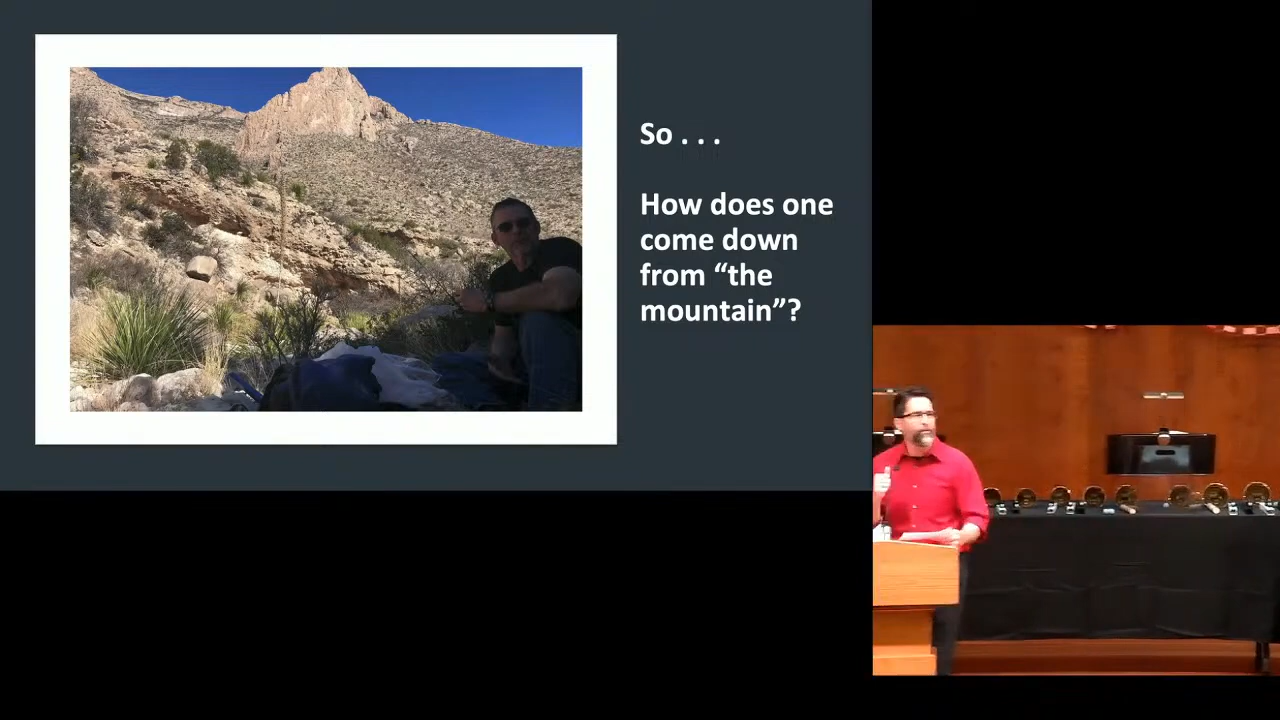 So . . .
How does one
come down
from “the
mountain”?